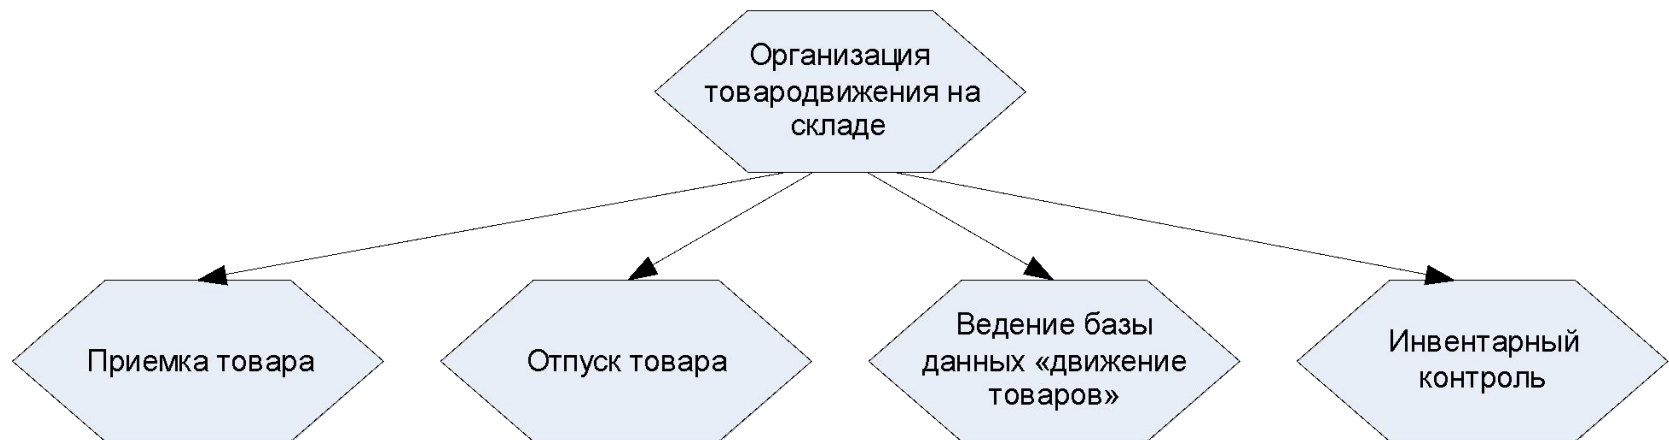 Организация
товародвижения на
складе
Приемка товара
Отпуск товара
Ведение базы
данных «движение
товаров»
Инвентарный
контроль